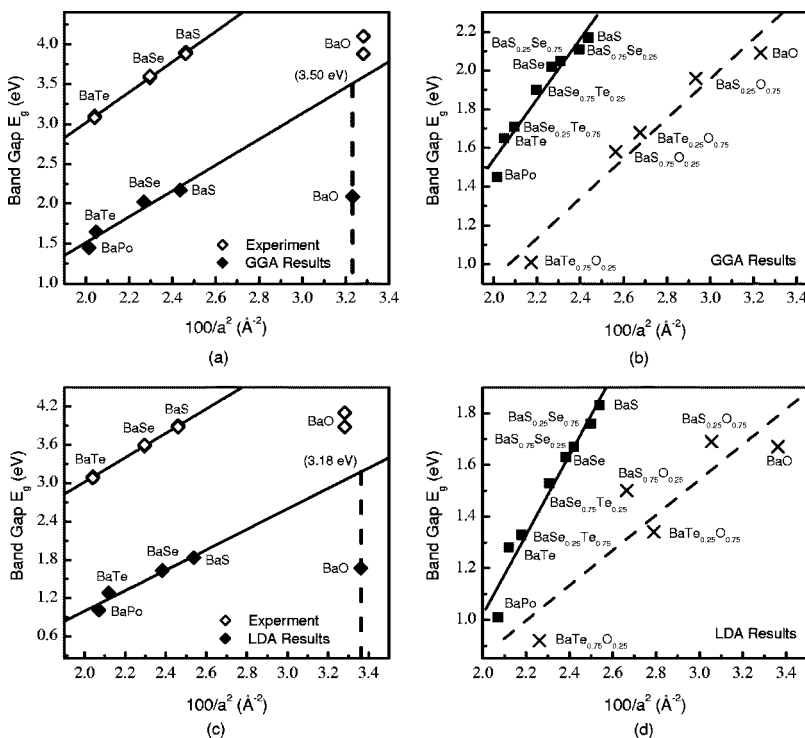 4.0
3.5
3.0
2.5
2.0
1.5
1.0
Band Gap E_g (eV)
BaTe
BaSe
BaS
BaO
(3.50 eV)
BaTe
BaSe
BaS
BaPo
BaO
Experiment
GGA Results
2.0 2.2 2.4 2.6 2.8 3.0 3.2 3.4
100/a² (Å⁻²)
(a)
2.2
2.0
1.8
1.6
1.4
1.2
1.0
Band Gap E_g (eV)
BaS
BaS₀.₂₅Se₀.₇₅
BaS₀.₇₅Se₀.₂₅
BaSe
BaSe₀.₇₅Te₀.₂₅
BaSe₀.₂₅Te₀.₇₅
BaTe
BaPo
BaO
BaS₀.₂₅O₀.₇₅
BaTe₀.₂₅O₀.₇₅
BaS₀.₇₅O₀.₂₅
BaTe₀.₇₅O₀.₂₅
GGA Results
2.0 2.2 2.4 2.6 2.8 3.0 3.2 3.4
100/a² (Å⁻²)
(b)
4.2
3.6
3.0
2.4
1.8
1.2
0.6
Band Gap E_g (eV)
BaTe
BaSe
BaS
BaO
(3.18 eV)
BaTe
BaSe
BaS
BaPo
BaO
Experiment
LDA Results
2.0 2.2 2.4 2.6 2.8 3.0 3.2 3.4
100/a² (Å⁻²)
(c)
1.8
1.6
1.4
1.2
1.0
Band Gap E_g (eV)
BaS
BaS₀.₂₅Se₀.₇₅
BaS₀.₇₅Se₀.₂₅
BaSe
BaSe₀.₇₅Te₀.₂₅
BaSe₀.₂₅Te₀.₇₅
BaTe
BaPo
BaS₀.₂₅O₀.₇₅
BaO
BaS₀.₇₅O₀.₂₅
BaTe₀.₂₅O₀.₇₅
BaTe₀.₇₅O₀.₂₅
LDA Results
2.0 2.2 2.4 2.6 2.8 3.0 3.2 3.4
100/a² (Å⁻²)
(d)